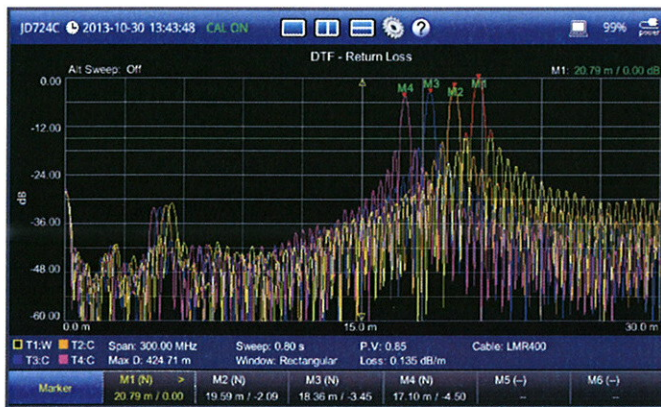 JD724C 2013-10-30 13:43:48 CAL ON 99% power
DTF - Return Loss
Alt Sweep: Off M1: 20.79 m / 0.00 dB
0.00
-12.00
-24.00
-36.00
-48.00
-60.00
dB
M4 M3 M2 M1
0.0 m 15.0 m 30.0 m
T1:W T2:C Span: 300.00 MHz Sweep: 0.80 s P.V: 0.85 Cable: LMR400
T3:C T4:C Max D: 424.71 m Window: Rectangular Loss: 0.135 dB/m
Marker
M1 (N) > M2 (N) M3 (N) M4 (N) M5 (--) M6 (--)
20.79 m / 0.00 19.59 m / -2.09 18.36 m / -3.45 17.10 m / -4.50 -- --